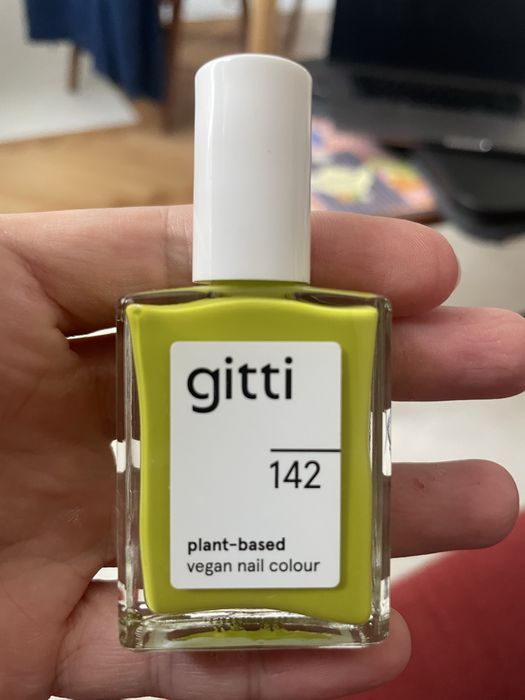 gitti
142
plant-based
vegan nail colour